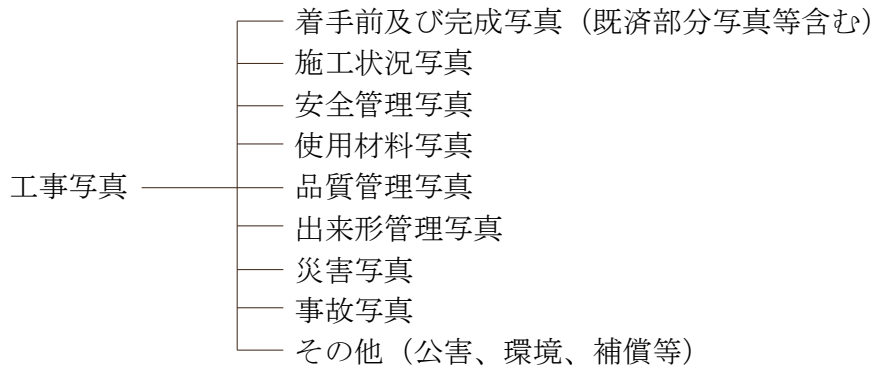 着手前及び完成写真（既済部分写真等含む）
施工状況写真
安全管理写真
使用材料写真
工事写真
品質管理写真
出来形管理写真
災害写真
事故写真
その他（公害、環境、補償等）